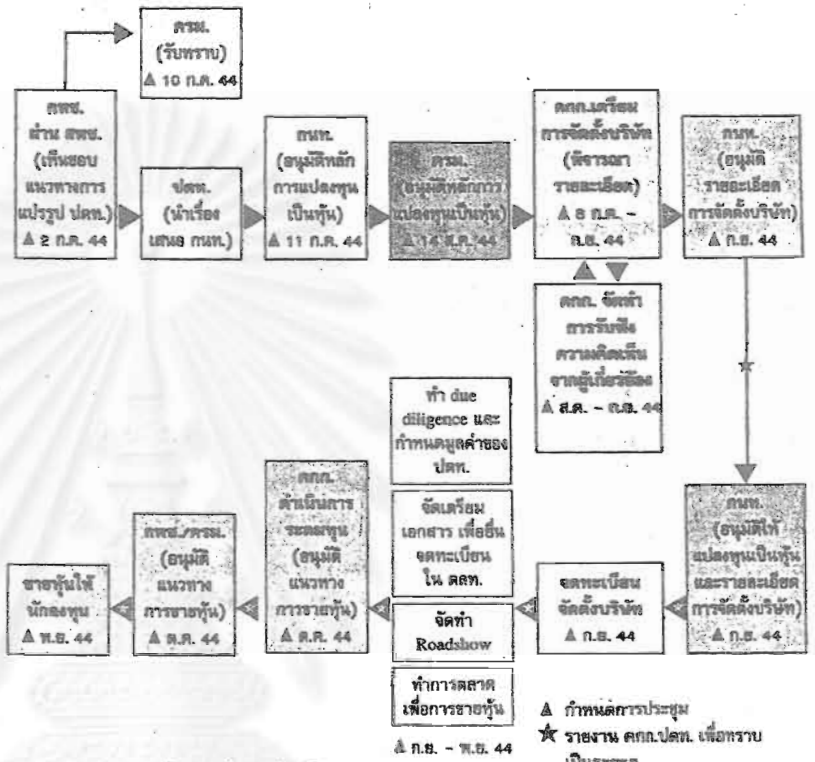 ครม.
(รับทราบ)
▲ 10 ก.ค. 44
กพช.
ผ่าน สพช.
(เห็นชอบ
แนวทางการ
แปรรูป ปตท.)
▲ 2 ก.ค. 44
ปตท.
(นำเรื่อง
เสนอ กนท.)
กนท.
(อนุมัติหลัก
การแปลงทุน
เป็นหุ้น)
▲ 11 ก.ค. 44
ครม.
(อนุมัติหลักการ
แปลงทุนเป็นหุ้น)
▲ 14 ส.ค. 44
คกก.เตรียม
การจัดตั้งบริษัท
(พิจารณา
รายละเอียด)
▲ 8 ก.ค. –
ก.ย. 44
กนท.
(อนุมัติ
รายละเอียด
การจัดตั้งบริษัท)
▲ ก.ย. 44
คกก. จัดทำ
การรับฟัง
ความคิดเห็น
จากผู้เกี่ยวข้อง
▲ ส.ค. – ก.ย. 44
ทำ due
diligence และ
กำหนดมูลค่าของ
ปตท.
จัดเตรียม
เอกสาร เพื่อยื่น
จดทะเบียน
ใน ตลท.
จัดทำ
Roadshow
ทำการตลาด
เพื่อการขายหุ้น
▲ ก.ย. – พ.ย. 44
ขายหุ้นให้
นักลงทุน
▲ พ.ย. 44
กพช./ครม.
(อนุมัติ
แนวทาง
การขายหุ้น)
▲ ต.ค. 44
คกก.
ดำเนินการ
ระดมทุน
(อนุมัติ
แนวทาง
การขายหุ้น)
▲ ต.ค. 44
จดทะเบียน
จัดตั้งบริษัท
▲ ก.ย. 44
กนท.
(อนุมัติให้
แปลงทุนเป็นหุ้น
และรายละเอียด
การจัดตั้งบริษัท)
▲ ก.ย. 44
▲ กำหนดการประชุม
★ รายงาน คกก.ปตท. เพื่อทราบ